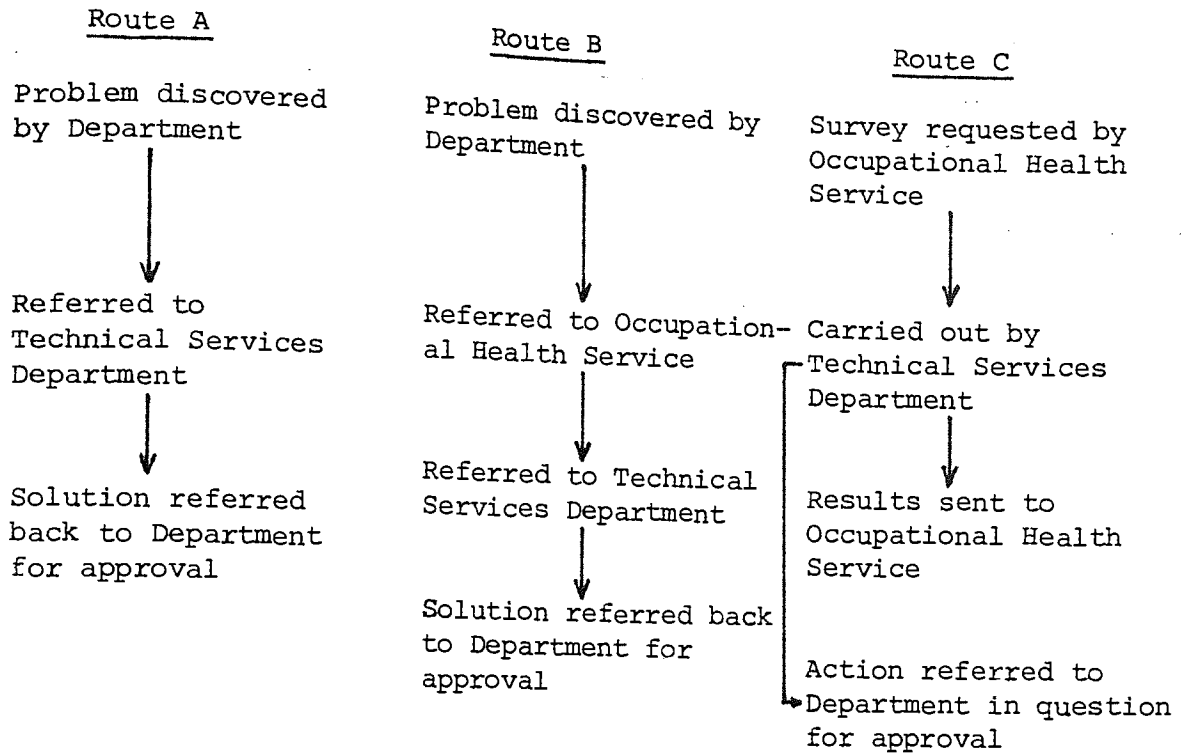 Route A
Problem discovered
by Department
Referred to
Technical Services
Department
Solution referred
back to Department
for approval
Route B
Problem discovered by
Department
Referred to Occupation-
al Health Service
Referred to Technical
Services Department
Solution referred back
to Department for
approval
Route C
Survey requested by
Occupational Health
Service
Carried out by
Technical Services
Department
Results sent to
Occupational Health
Service
Action referred to
Department in question
for approval